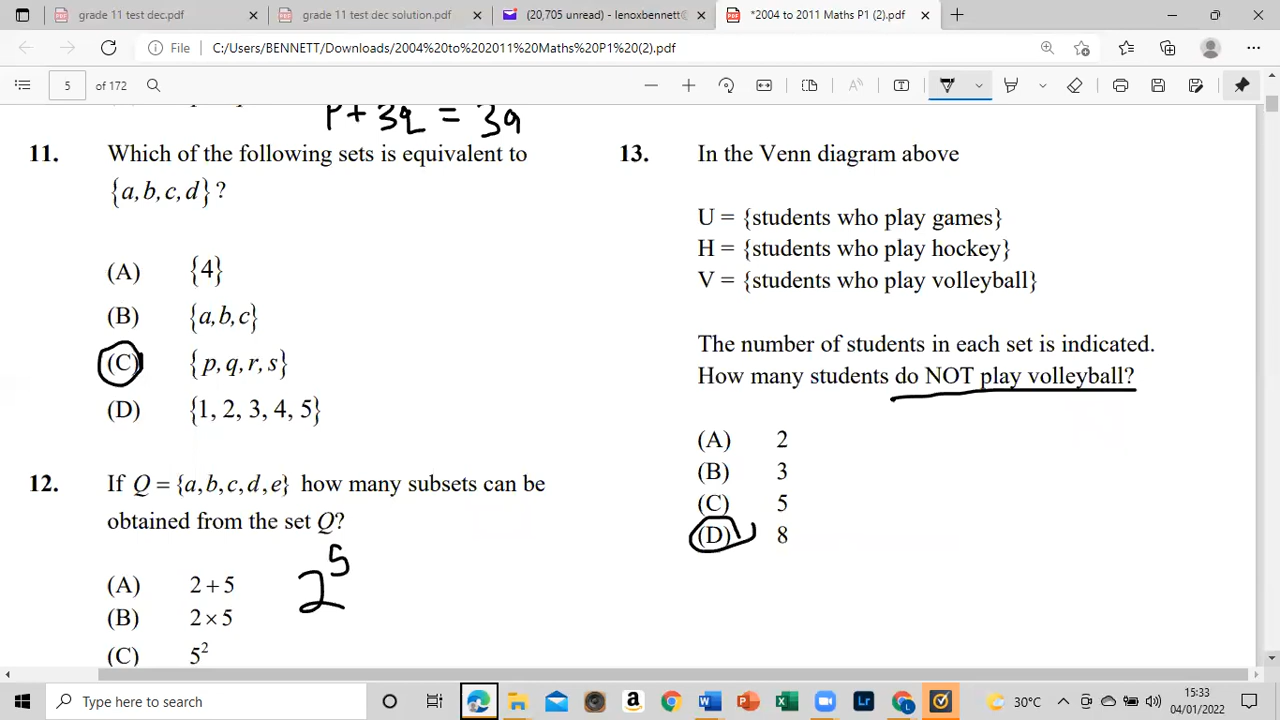 grade 11 test dec.pdf
grade 11 test dec solution.pdf
(20,705 unread) - lenoxbennett@
*2004 to 2011 Maths P1 (2).pdf
File
C:/Users/BENNETT/Downloads/2004%20to%202011%20Maths%20P1%20(2).pdf
5 of 172
P + 3q = 3q
11. Which of the following sets is equivalent to
{a, b, c, d} ?
(A) {4}
(B) {a, b, c}
(C) {p, q, r, s}
(D) {1, 2, 3, 4, 5}
12. If Q = {a, b, c, d, e} how many subsets can be
obtained from the set Q?
2⁵
(A) 2 + 5
(B) 2 × 5
(C) 5²
13. In the Venn diagram above
U = {students who play games}
H = {students who play hockey}
V = {students who play volleyball}
The number of students in each set is indicated.
How many students do NOT play volleyball?
(A) 2
(B) 3
(C) 5
(D) 8
Type here to search
30°C
15:33
04/01/2022